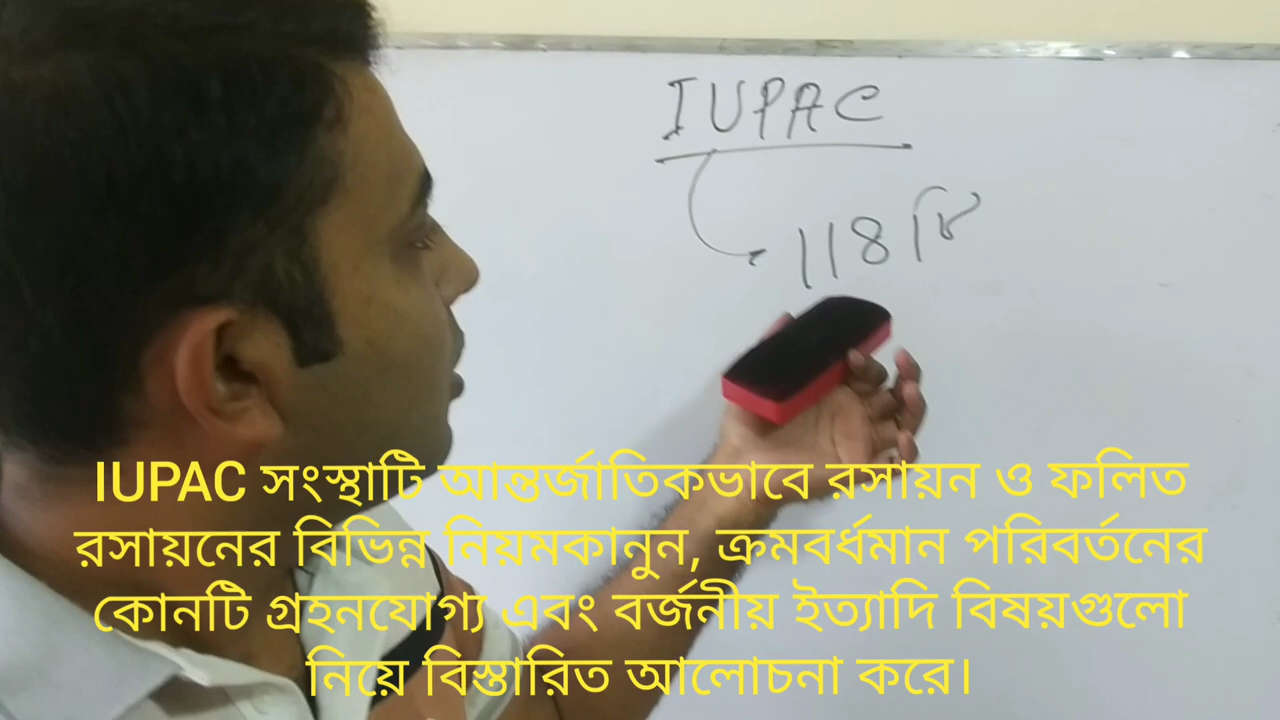 IUPAC
118 টি
IUPAC সংস্থাটি আন্তর্জাতিকভাবে রসায়ন ও ফলিত
রসায়নের বিভিন্ন নিয়মকানুন, ক্রমবর্ধমান পরিবর্তনের
কোনটি গ্রহনযোগ্য এবং বর্জনীয় ইত্যাদি বিষয়গুলো
নিয়ে বিস্তারিত আলোচনা করে।